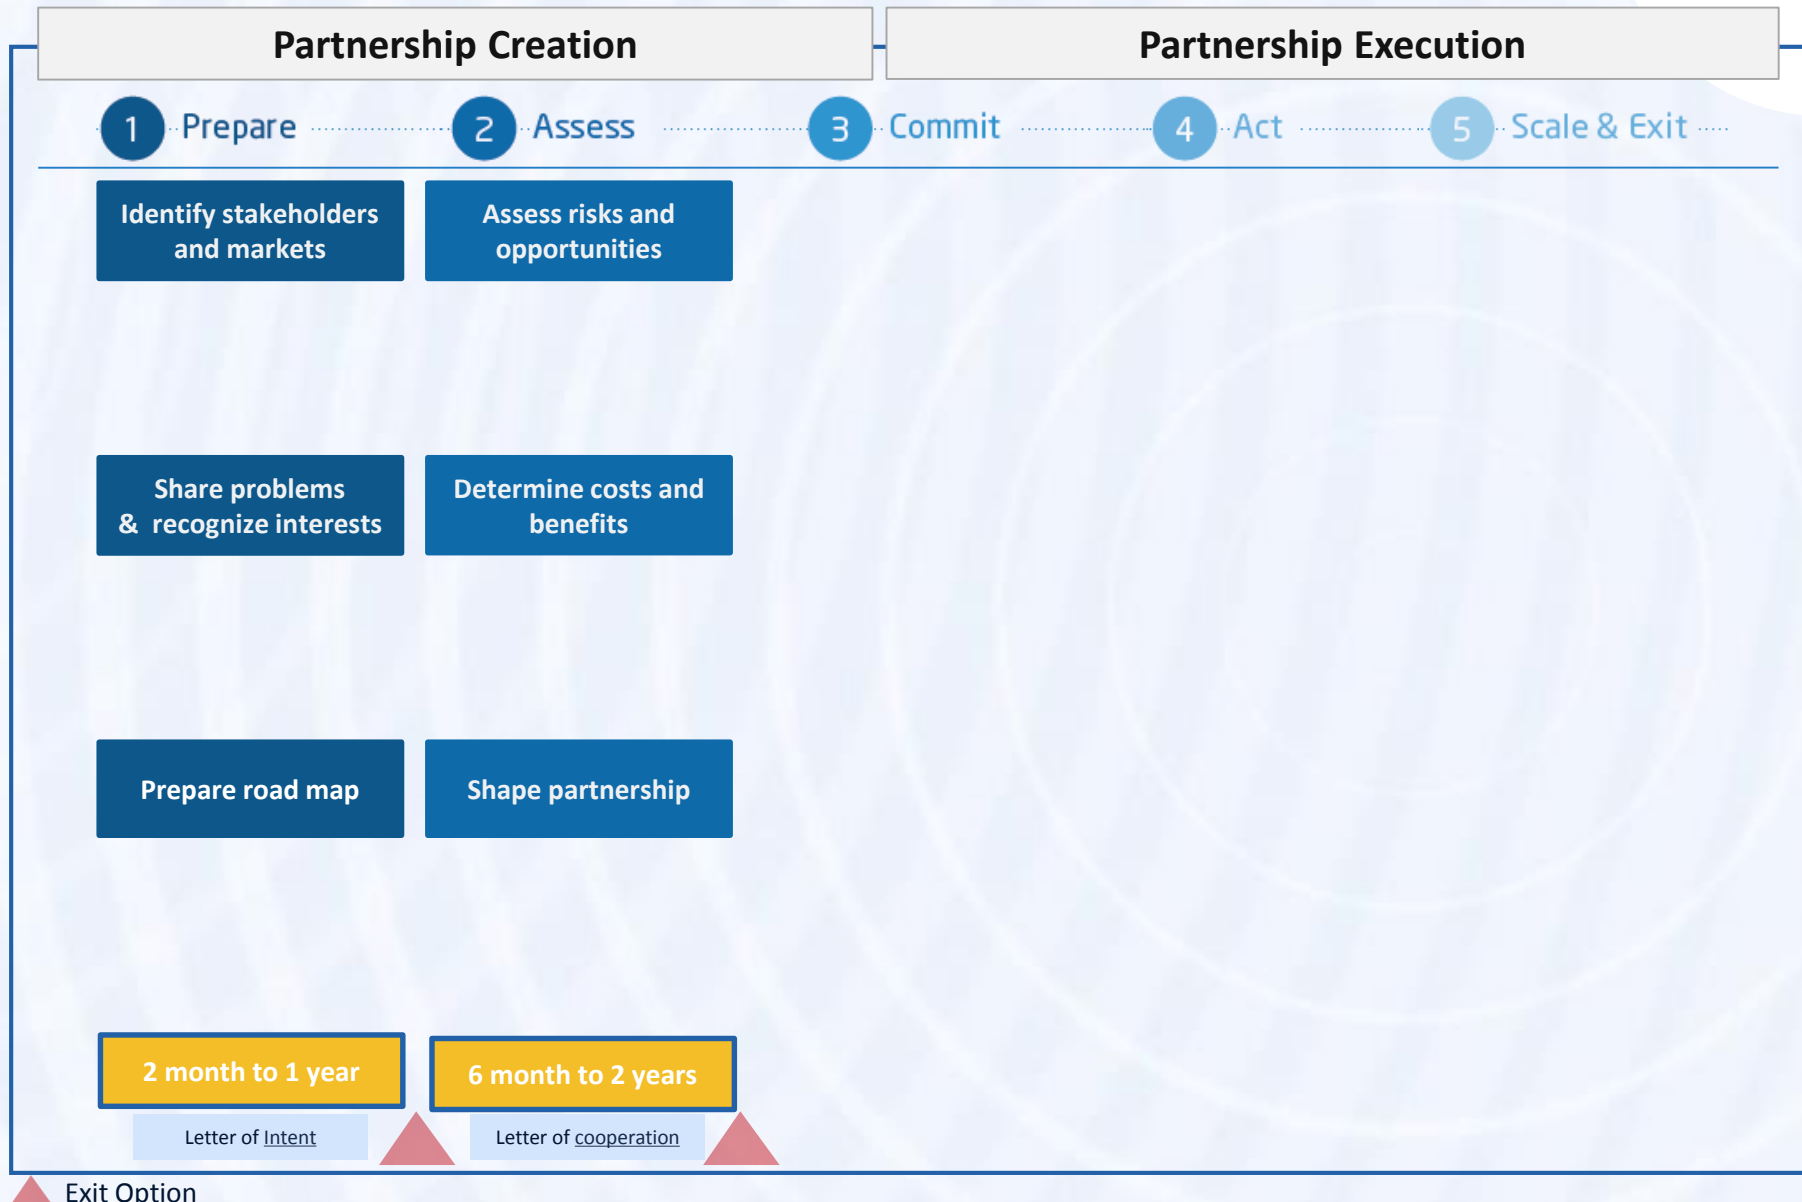 Partnership Creation
Partnership Execution
1 Prepare
2 Assess
3 Commit
4 Act
5 Scale & Exit
Identify stakeholders
and markets
Assess risks and
opportunities
Share problems
& recognize interests
Determine costs and
benefits
Prepare road map
Shape partnership
2 month to 1 year
6 month to 2 years
Letter of Intent
Letter of cooperation
Exit Option